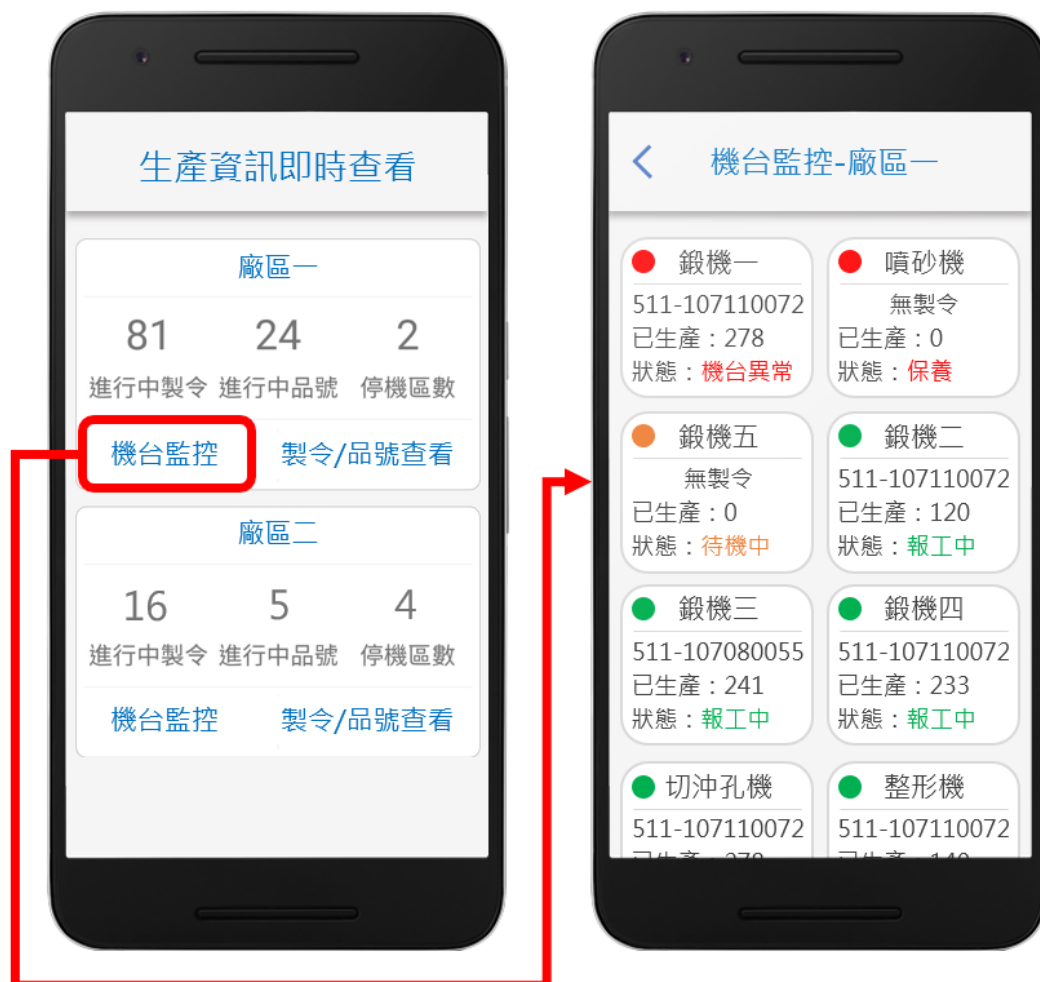 生產資訊即時查看
廠區一
81 24 2
進行中製令 進行中品號 停機區數
機台監控 製令/品號查看
廠區二
16 5 4
進行中製令 進行中品號 停機區數
機台監控 製令/品號查看
機台監控-廠區一
鍛機一
511-107110072
已生產：278
狀態：機台異常
噴砂機
無製令
已生產：0
狀態：保養
鍛機五
無製令
已生產：0
狀態：待機中
鍛機二
511-107110072
已生產：120
狀態：報工中
鍛機三
511-107080055
已生產：241
狀態：報工中
鍛機四
511-107110072
已生產：233
狀態：報工中
切沖孔機
511-107110072
整形機
511-107110072